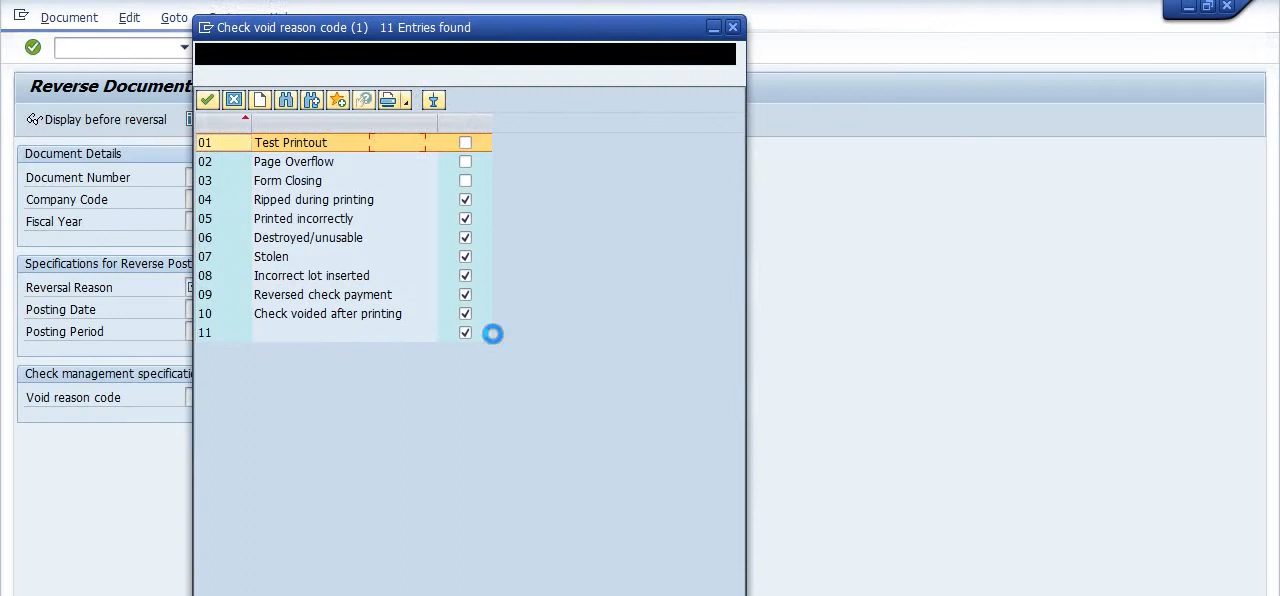 Document Edit Goto
Check void reason code (1) 11 Entries found
Reverse Document
Display before reversal
01 Test Printout
02 Page Overflow
03 Form Closing
04 Ripped during printing
05 Printed incorrectly
06 Destroyed/unusable
07 Stolen
08 Incorrect lot inserted
09 Reversed check payment
10 Check voided after printing
11
Document Details
Document Number
Company Code
Fiscal Year
Specifications for Reverse Post
Reversal Reason
Posting Date
Posting Period
Check management specificati
Void reason code